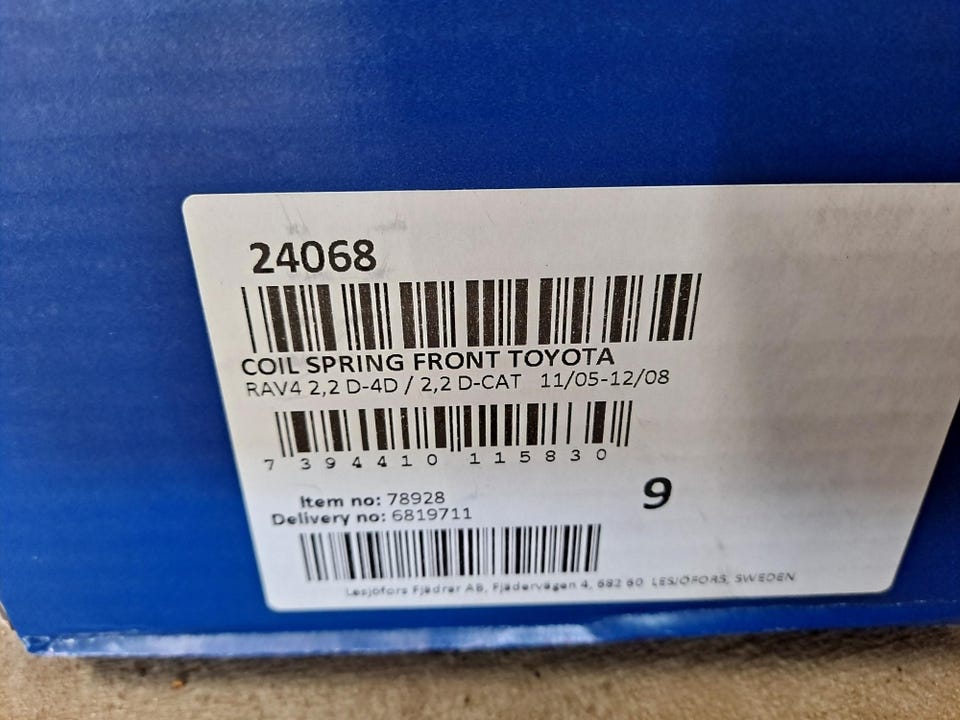 24068
COIL SPRING FRONT TOYOTA
RAV4 2,2 D-4D / 2,2 D-CAT 11/05-12/08
7 394410 115830
Item no: 78928
9
Delivery no: 6819711
Lesjöfors Fjädrar AB, Fjädervägen 4, 682 60 LESJÖFORS, SWEDEN